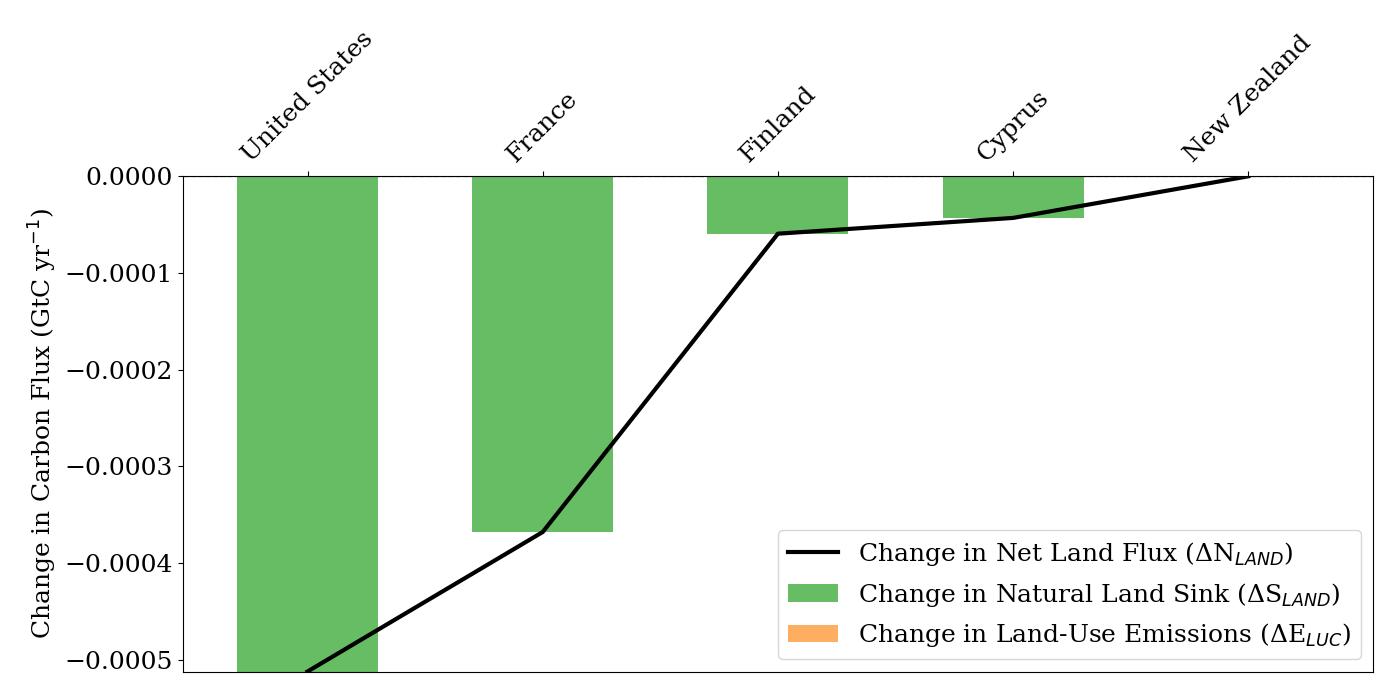 United States
France
Finland
Cyprus
New Zealand
Change in Carbon Flux (GtC yr⁻¹)
0.0000
−0.0001
−0.0002
−0.0003
−0.0004
−0.0005
Change in Net Land Flux (ΔN_LAND)
Change in Natural Land Sink (ΔS_LAND)
Change in Land-Use Emissions (ΔE_LUC)